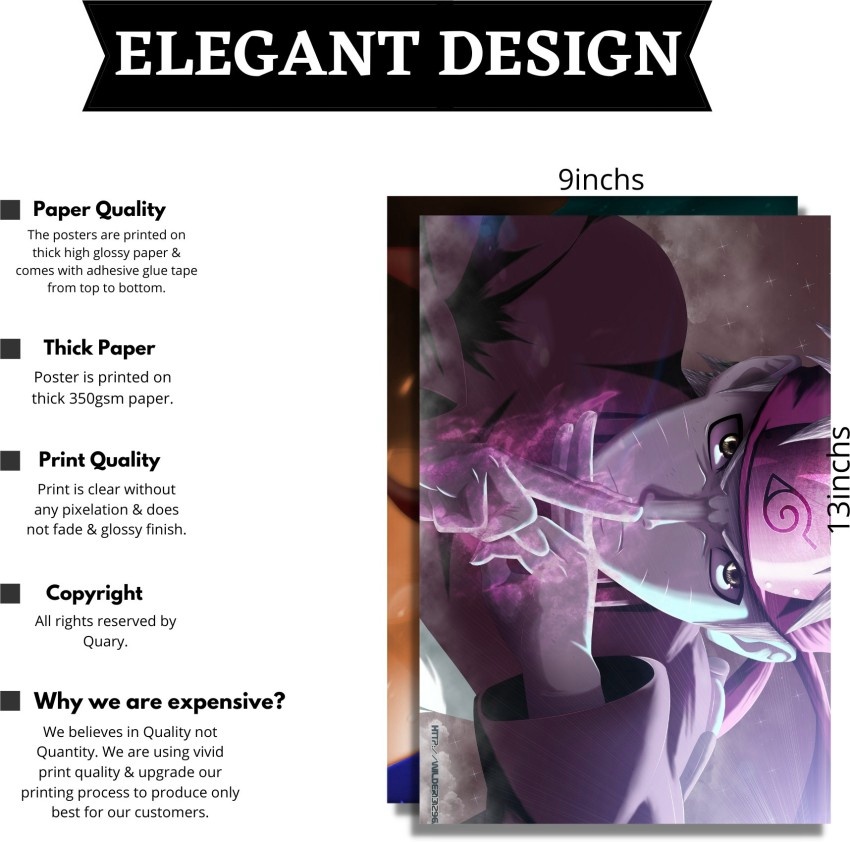 ELEGANT DESIGN
9inchs
Paper Quality
The posters are printed on
thick high glossy paper &
comes with adhesive glue tape
from top to bottom.
Thick Paper
Poster is printed on
thick 350gsm paper.
Print Quality
Print is clear without
any pixelation & does
not fade & glossy finish.
Copyright
All rights reserved by
Quary.
Why we are expensive?
We believes in Quality not
Quantity. We are using vivid
print quality & upgrade our
printing process to produce only
best for our customers.
13inchs